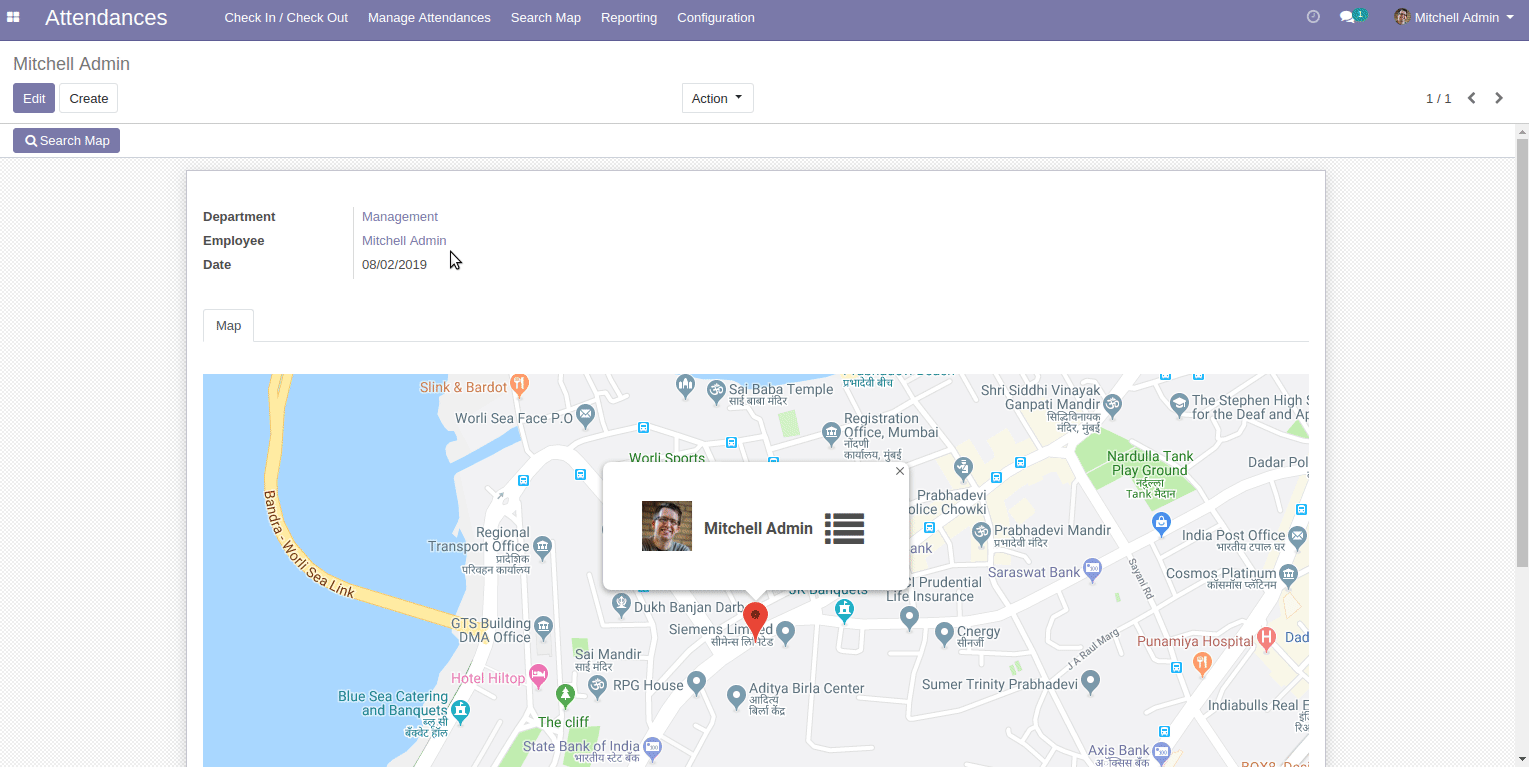 Attendances
Check In / Check Out
Manage Attendances
Search Map
Reporting
Configuration
1
Mitchell Admin
Mitchell Admin
Edit
Create
Action
1 / 1
Search Map
Department
Management
Employee
Mitchell Admin
Date
08/02/2019
Map
Slink & Bardot
Sai Baba Temple
साई बाबा मंदिर
प्रभादेवी बीच
Shri Siddhi Vinayak
Ganpati Mandir
सिद्धिविनायक
मंदिर, मुंबई
The Stephen High S
for the Deaf and Ap
Worli Sea Face P.O
Registration
Office, Mumbai
नोंदणी
कार्यालय, मुंबई
Worli Sports
Nardulla Tank
Play Ground
नर्दुल्ला
Tank मैदान
Dadar Pol
Bandra - Worli Sea Link
Prabhadevi
olice Chowki
Mitchell Admin
Regional
Transport Office
प्रादेशिक
परिवहन कार्यालय
Prabhadevi Mandir
प्रभादेवी मंदिर
India Post Office
भारतीय टपाल घर
ank
Saraswat Bank
Sayani Rd
Cosmos Platinum
कॉसमॉस प्लॅटिनम
CI Prudential
Life Insurance
SK Banquets
Dukh Banjan Darb
GTS Building
DMA Office
Siemens Limited
सीमेन्स लिमिटेड
Cnergy
सीनर्जी
J A Raul Marg
Punamiya Hospital
Dad
Sai Mandir
साई मंदिर
Hotel Hiltop
RPG House
Aditya Birla Center
आदित्य
बिर्ला केंद्र
Sumer Trinity Prabhadevi
Blue Sea Catering
and Banquets
ब्लू सी
बॅंक्वेट हॉल
The cliff
Indiabulls Real E
State Bank of India
भारतीय स्टेट बँक
Axis Bank
अ‍ॅक्सिस बँक